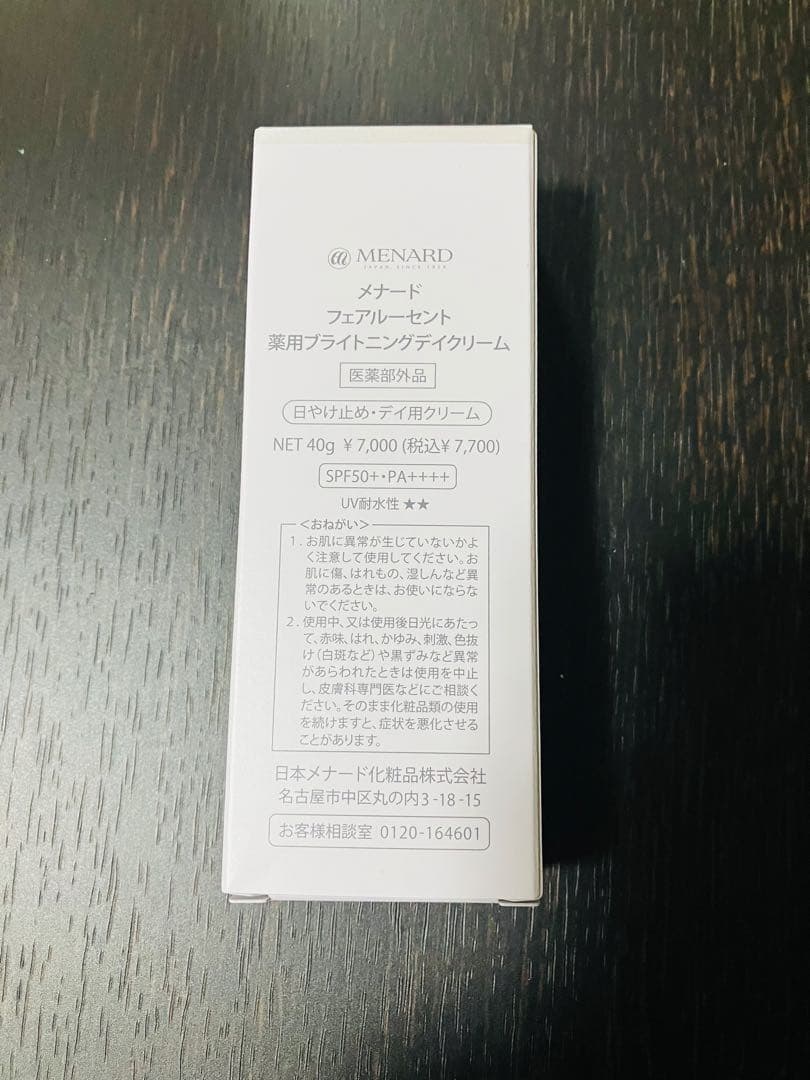 MENARD
JAPAN, SINCE 1959
メナード
フェアルーセント
薬用ブライトニングデイクリーム
医薬部外品
日やけ止め・デイ用クリーム
NET 40g ¥7,000 (税込¥7,700)
SPF50+・PA++++
UV耐水性 ★★
<おねがい>
1. お肌に異常が生じていないかよ
く注意して使用してください。お
肌に傷、はれもの、湿しんなど異
常のあるときは、お使いにならな
いでください。
2. 使用中、又は使用後日光にあたっ
て、赤味、はれ、かゆみ、刺激、色抜
け(白斑など)や黒ずみなど異常
があらわれたときは使用を中止
し、皮膚科専門医などにご相談く
ださい。そのまま化粧品類の使用
を続けますと、症状を悪化させる
ことがあります。
日本メナード化粧品株式会社
名古屋市中区丸の内3-18-15
お客様相談室 0120-164601